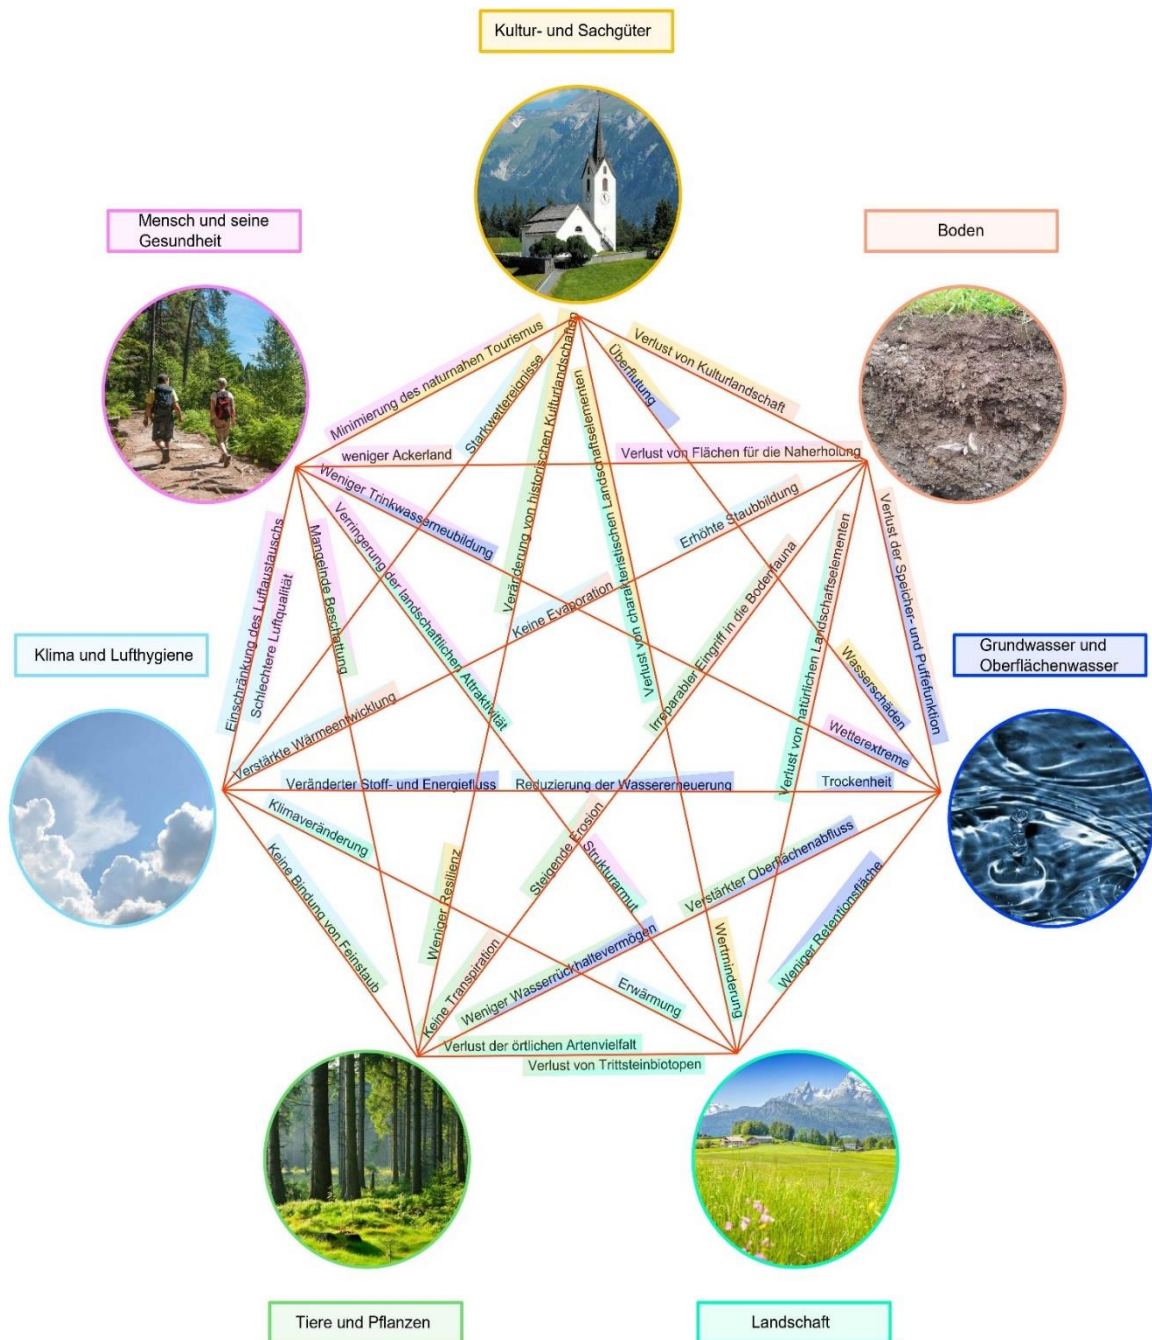 Kultur- und Sachgüter
Mensch und seine
Gesundheit
Boden
Minimierung des naturnahen Tourismus
Starkwettereignisse
Veränderung von historischen Kulturlandschaften
Verlust von charakteristischen Landschaftselementen
Überflutung
Verlust von Kulturlandschaft
weniger Ackerland
Verlust von Flächen für die Naherholung
Weniger Trinkwasserneubildung
Verringerung der landschaftlichen Attraktivität
Mangelnde Beschattung
Einschränkung des Luftaustauschs
Schlechtere Luftqualität
Erhöhte Staubbildung
Keine Evaporation
Irreparabler Eingriff in die Bodenfauna
Verlust von natürlichen Landschaftselementen
Verlust der Speicher- und Puffefunktion
Klima und Lufthygiene
Grundwasser und
Oberflächenwasser
Wasserschäden
Verstärkte Wärmeentwicklung
Wetterextreme
Veränderter Stoff- und Energiefluss
Reduzierung der Wassererneuerung
Trockenheit
Klimaveränderung
Keine Bindung von Feinstaub
Weniger Resilienz
Steigende Erosion
Strukturarmut
Verstärkter Oberflächenabfluss
Weniger Retentionsfläche
Keine Transpiration
Weniger Wasserrückhaltevermögen
Erwärmung
Wertminderung
Verlust der örtlichen Artenvielfalt
Verlust von Trittsteinbiotopen
Tiere und Pflanzen
Landschaft